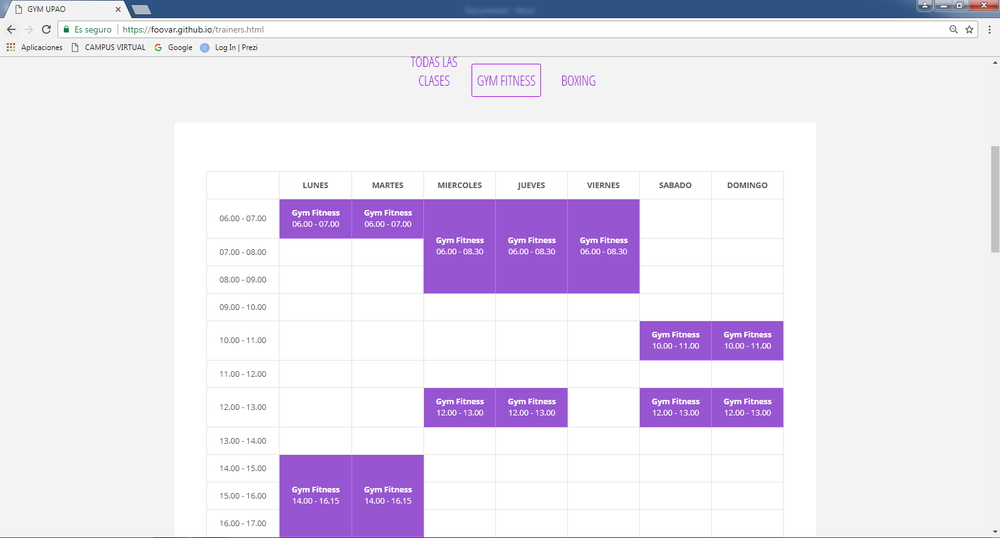 GYM UPAO
Es seguro | https://foovar.github.io/trainers.html
Aplicaciones CAMPUS VIRTUAL Google Log In | Prezi
TODAS LAS
CLASES GYM FITNESS BOXING
LUNES MARTES MIERCOLES JUEVES VIERNES SABADO DOMINGO
06.00 - 07.00
Gym Fitness
06.00 - 07.00
Gym Fitness
06.00 - 07.00
Gym Fitness
06.00 - 08.30
Gym Fitness
06.00 - 08.30
Gym Fitness
06.00 - 08.30
07.00 - 08.00
08.00 - 09.00
09.00 - 10.00
10.00 - 11.00
Gym Fitness
10.00 - 11.00
Gym Fitness
10.00 - 11.00
11.00 - 12.00
12.00 - 13.00
Gym Fitness
12.00 - 13.00
Gym Fitness
12.00 - 13.00
Gym Fitness
12.00 - 13.00
Gym Fitness
12.00 - 13.00
13.00 - 14.00
14.00 - 15.00
Gym Fitness
14.00 - 16.15
Gym Fitness
14.00 - 16.15
15.00 - 16.00
16.00 - 17.00